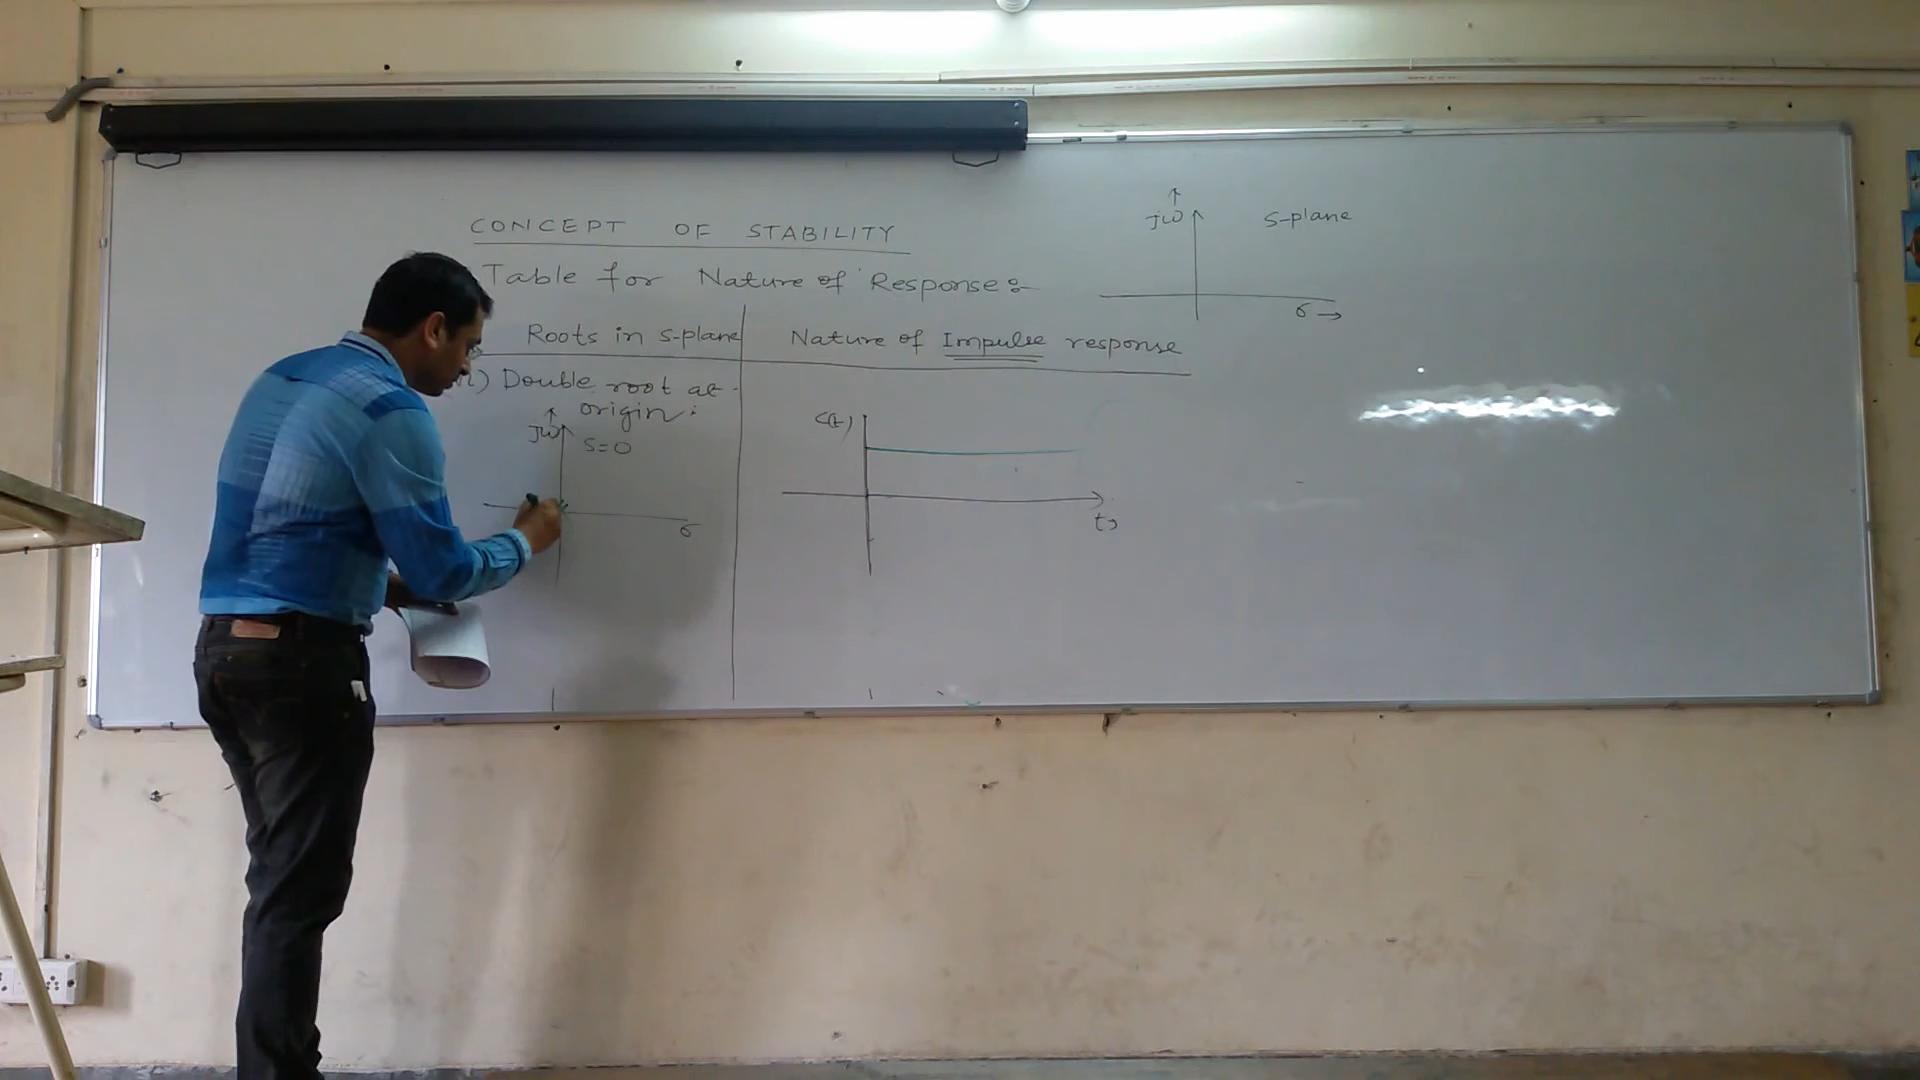 CONCEPT OF STABILITY
Table for Nature of Response:-
jω
S-plane
σ
Roots in s-plane
Nature of Impulse response
Double root at
origin:
jω
S=0
σ
C(t)
t